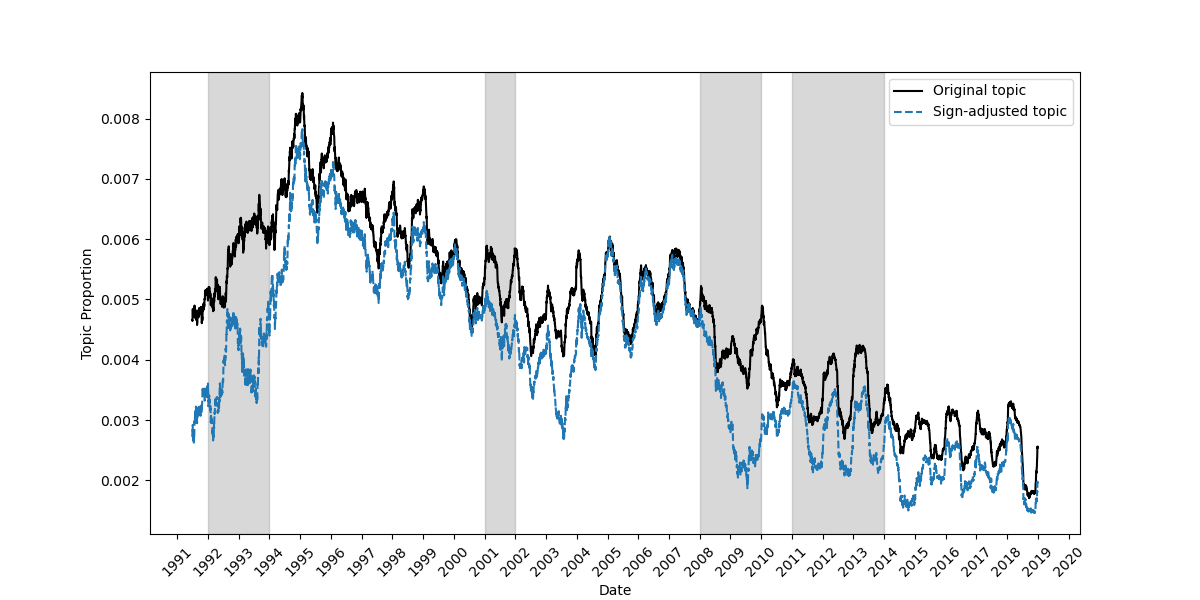 Original topic
Sign-adjusted topic
0.008
0.007
0.006
0.005
0.004
0.003
0.002
Topic Proportion
1991 1992 1993 1994 1995 1996 1997 1998 1999 2000 2001 2002 2003 2004 2005 2006 2007 2008 2009 2010 2011 2012 2013 2014 2015 2016 2017 2018 2019 2020
Date